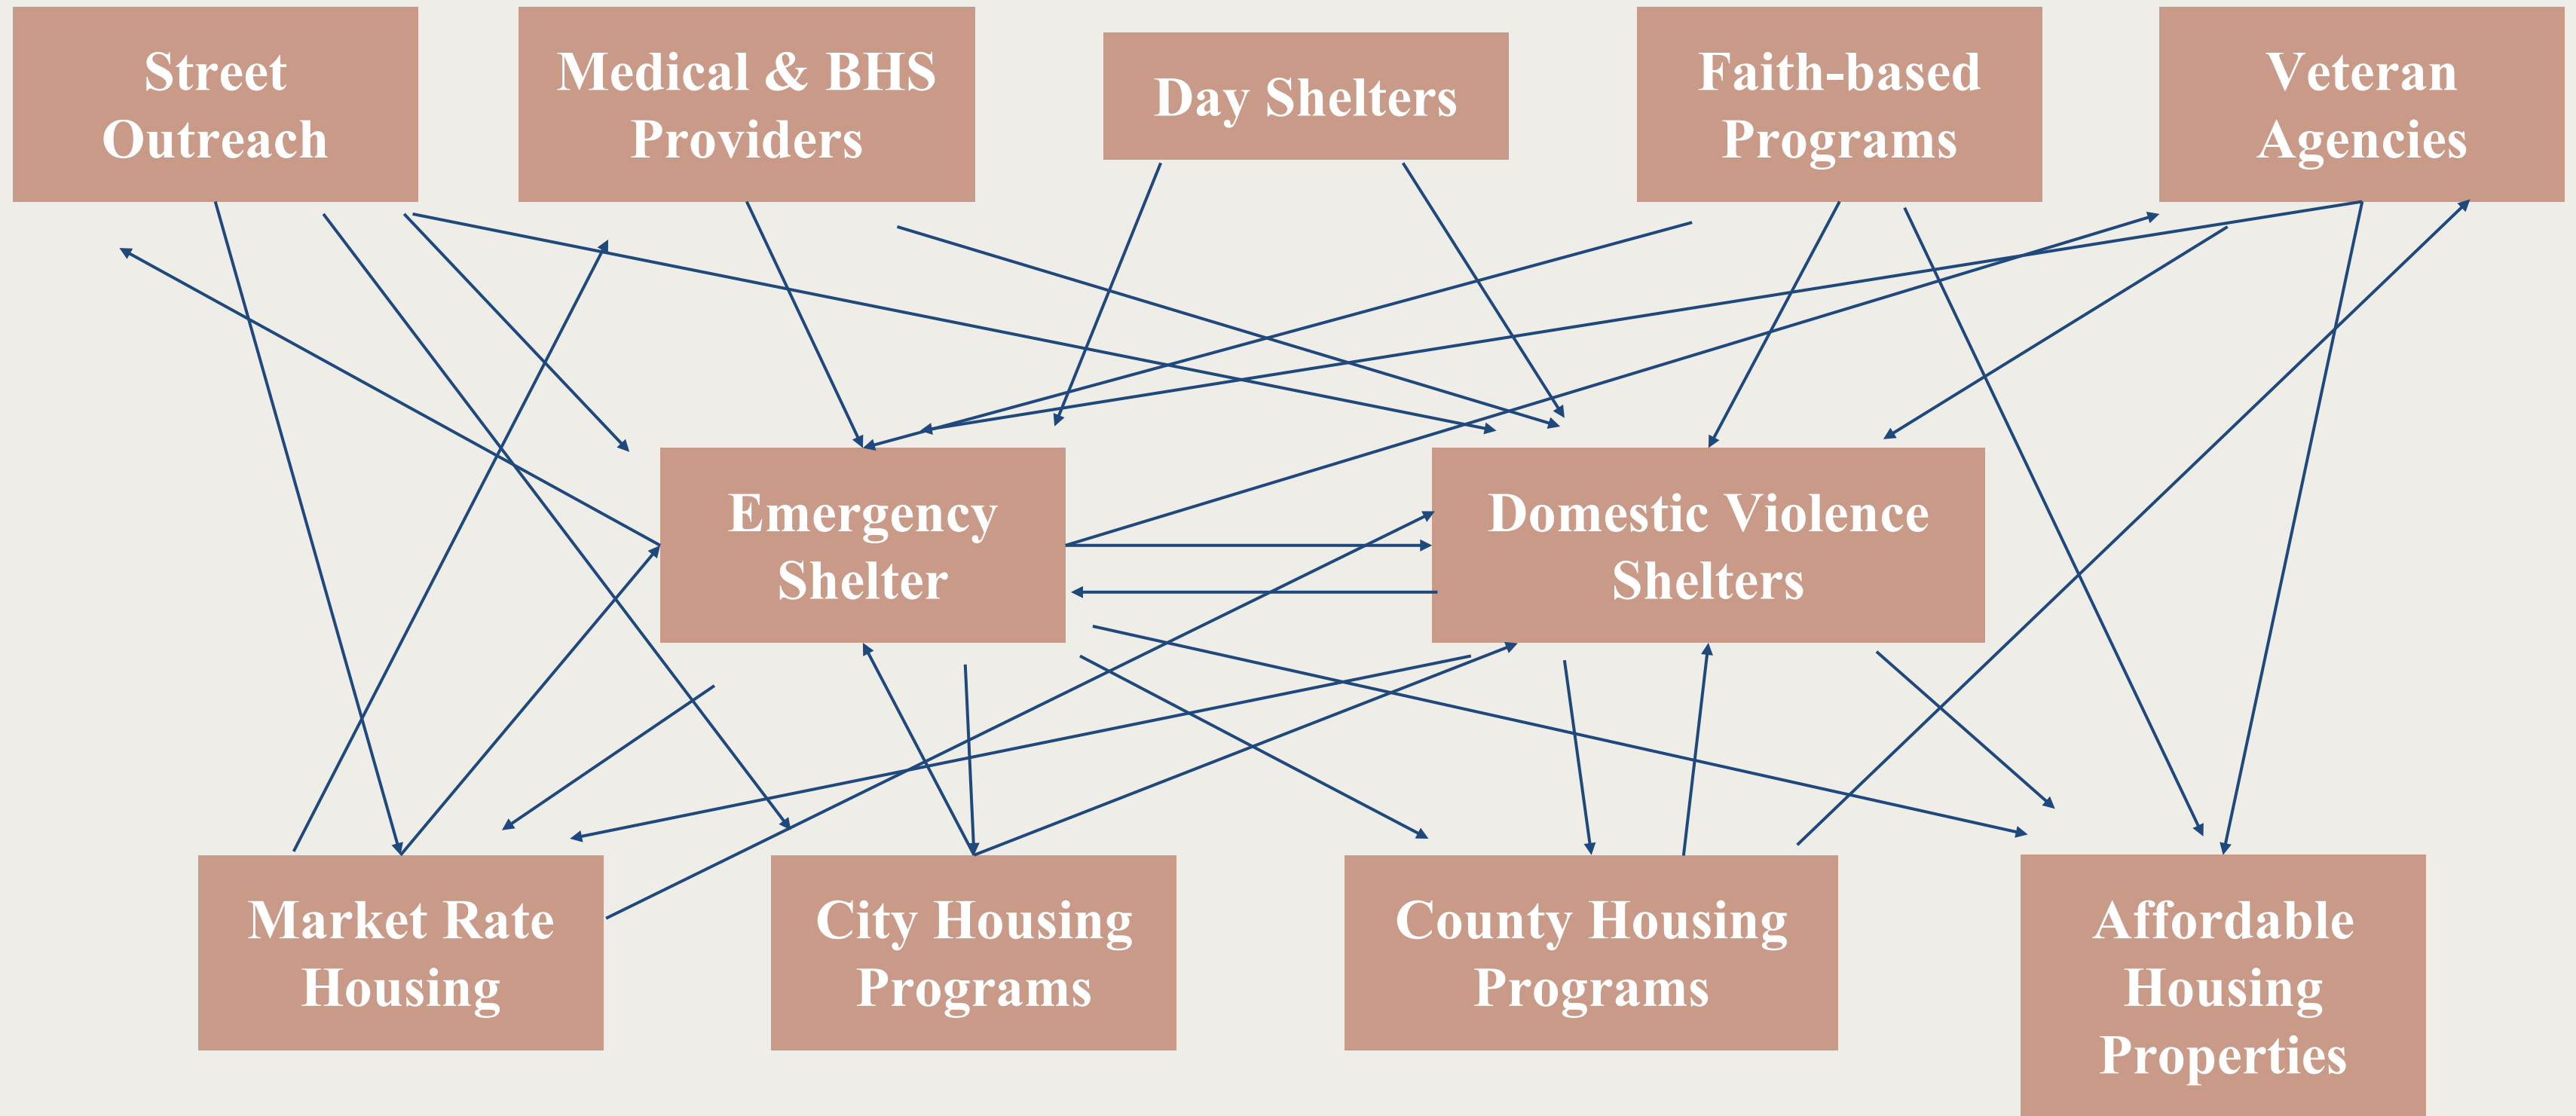 Street
Outreach
Medical & BHS
Providers
Day Shelters
Faith-based
Programs
Veteran
Agencies
Emergency
Shelter
Domestic Violence
Shelters
Market Rate
Housing
City Housing
Programs
County Housing
Programs
Affordable
Housing
Properties